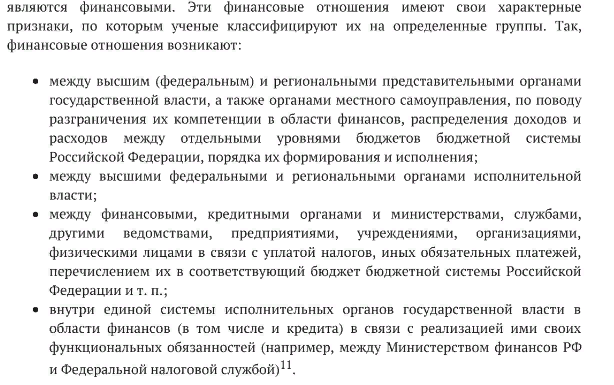 являются финансовыми. Эти финансовые отношения имеют свои характерные
признаки, по которым ученые классифицируют их на определенные группы. Так,
финансовые отношения возникают:
• между высшим (федеральным) и региональными представительными органами
государственной власти, а также органами местного самоуправления, по поводу
разграничения их компетенции в области финансов, распределения доходов и
расходов между отдельными уровнями бюджетов бюджетной системы
Российской Федерации, порядка их формирования и исполнения;
• между высшими федеральными и региональными органами исполнительной
власти;
• между финансовыми, кредитными органами и министерствами, службами,
другими ведомствами, предприятиями, учреждениями, организациями,
физическими лицами в связи с уплатой налогов, иных обязательных платежей,
перечислением их в соответствующий бюджет бюджетной системы Российской
Федерации и т. п.;
• внутри единой системы исполнительных органов государственной власти в
области финансов (в том числе и кредита) в связи с реализацией ими своих
функциональных обязанностей (например, между Министерством финансов РФ
и Федеральной налоговой службой)11.